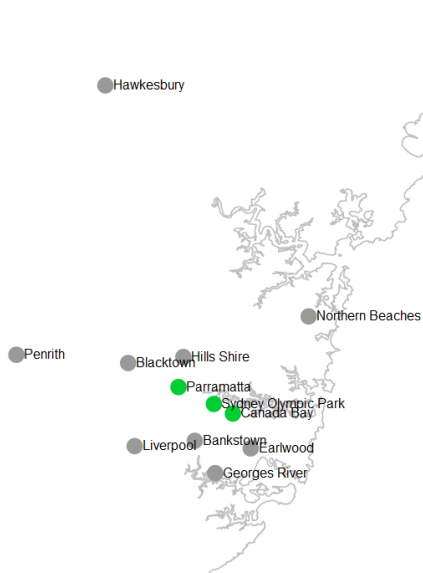 Hawkesbury
Northern Beaches
Penrith
Hills Shire
Blacktown
Parramatta
Sydney Olympic Park
Canada Bay
Bankstown
Liverpool
Earlwood
Georges River